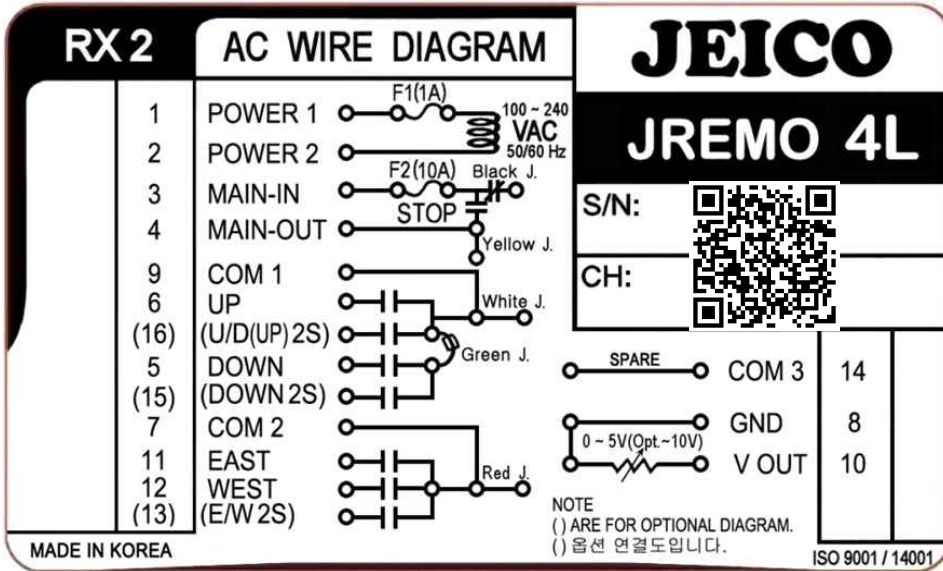 RX 2
AC WIRE DIAGRAM
JEICO
JREMO 4L
S/N:
CH:
1 POWER 1 F1(1A) 100 ~ 240
VAC
2 POWER 2 50/60 Hz
3 MAIN-IN F2(10A) Black J.
STOP
4 MAIN-OUT Yellow J.
9 COM 1
6 UP White J.
(16) (U/D(UP) 2S)
5 DOWN Green J.
(15) (DOWN 2S)
7 COM 2
11 EAST Red J.
12 WEST
(13) (E/W 2S)
SPARE COM 3 14
GND 8
0 ~ 5V(Opt.~10V)
V OUT 10
NOTE
( ) ARE FOR OPTIONAL DIAGRAM.
( ) 옵션 연결도입니다.
MADE IN KOREA
ISO 9001 / 14001